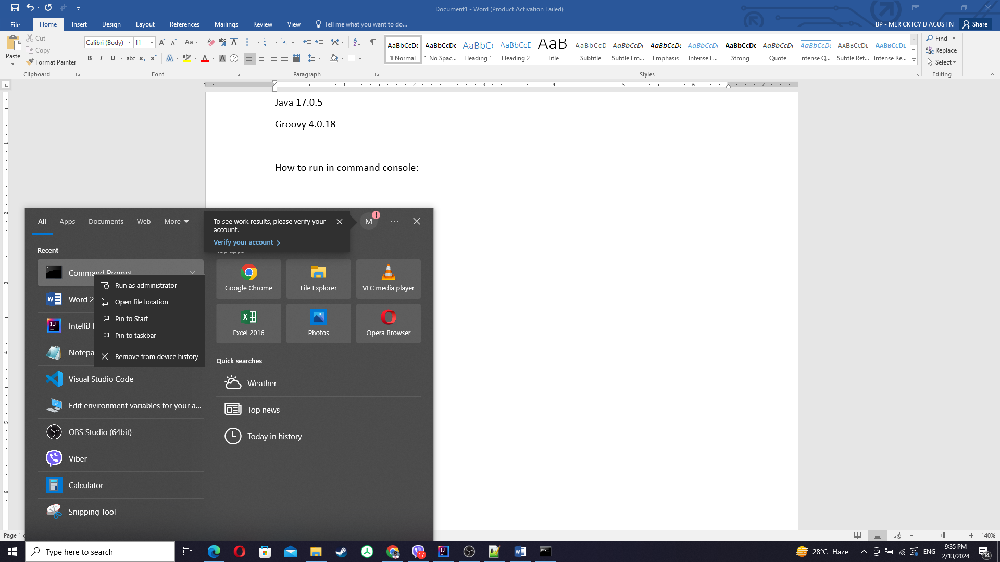 Document1 - Word (Product Activation Failed)
File
Home
Insert
Design
Layout
References
Mailings
Review
View
Tell me what you want to do...
BP - MERICK ICY D AGUSTIN
Share
Paste
Cut
Copy
Format Painter
Clipboard
Calibri (Body)
11
Font
Paragraph
AaBbCcDc
¶ Normal
AaBbCcDc
¶ No Spac...
AaBbCc
Heading 1
AaBbCcD
Heading 2
AaB
Title
AaBbCcD
Subtitle
AaBbCcDc
Subtle Em...
AaBbCcDc
Emphasis
AaBbCcDc
Intense E...
AaBbCcDc
Strong
AaBbCcDc
Quote
AaBbCcDc
Intense Q...
AaBbCcDc
Subtle Ref...
AaBbCcDc
Intense Re...
Styles
Find
Replace
Select
Editing
Java 17.0.5
Groovy 4.0.18
How to run in command console:
All
Apps
Documents
Web
More
To see work results, please verify your
account.
Verify your account
M
Recent
Command Prompt
Run as administrator
Open file location
Pin to Start
Pin to taskbar
Remove from device history
Word 2
IntelliJ
Notepa
Visual Studio Code
Edit environment variables for your a...
OBS Studio (64bit)
Viber
Calculator
Snipping Tool
Google Chrome
File Explorer
VLC media player
Excel 2016
Photos
Opera Browser
Quick searches
Weather
Top news
Today in history
Page 1
140%
Type here to search
17
28°C Haze
ENG
9:35 PM
2/13/2024
14